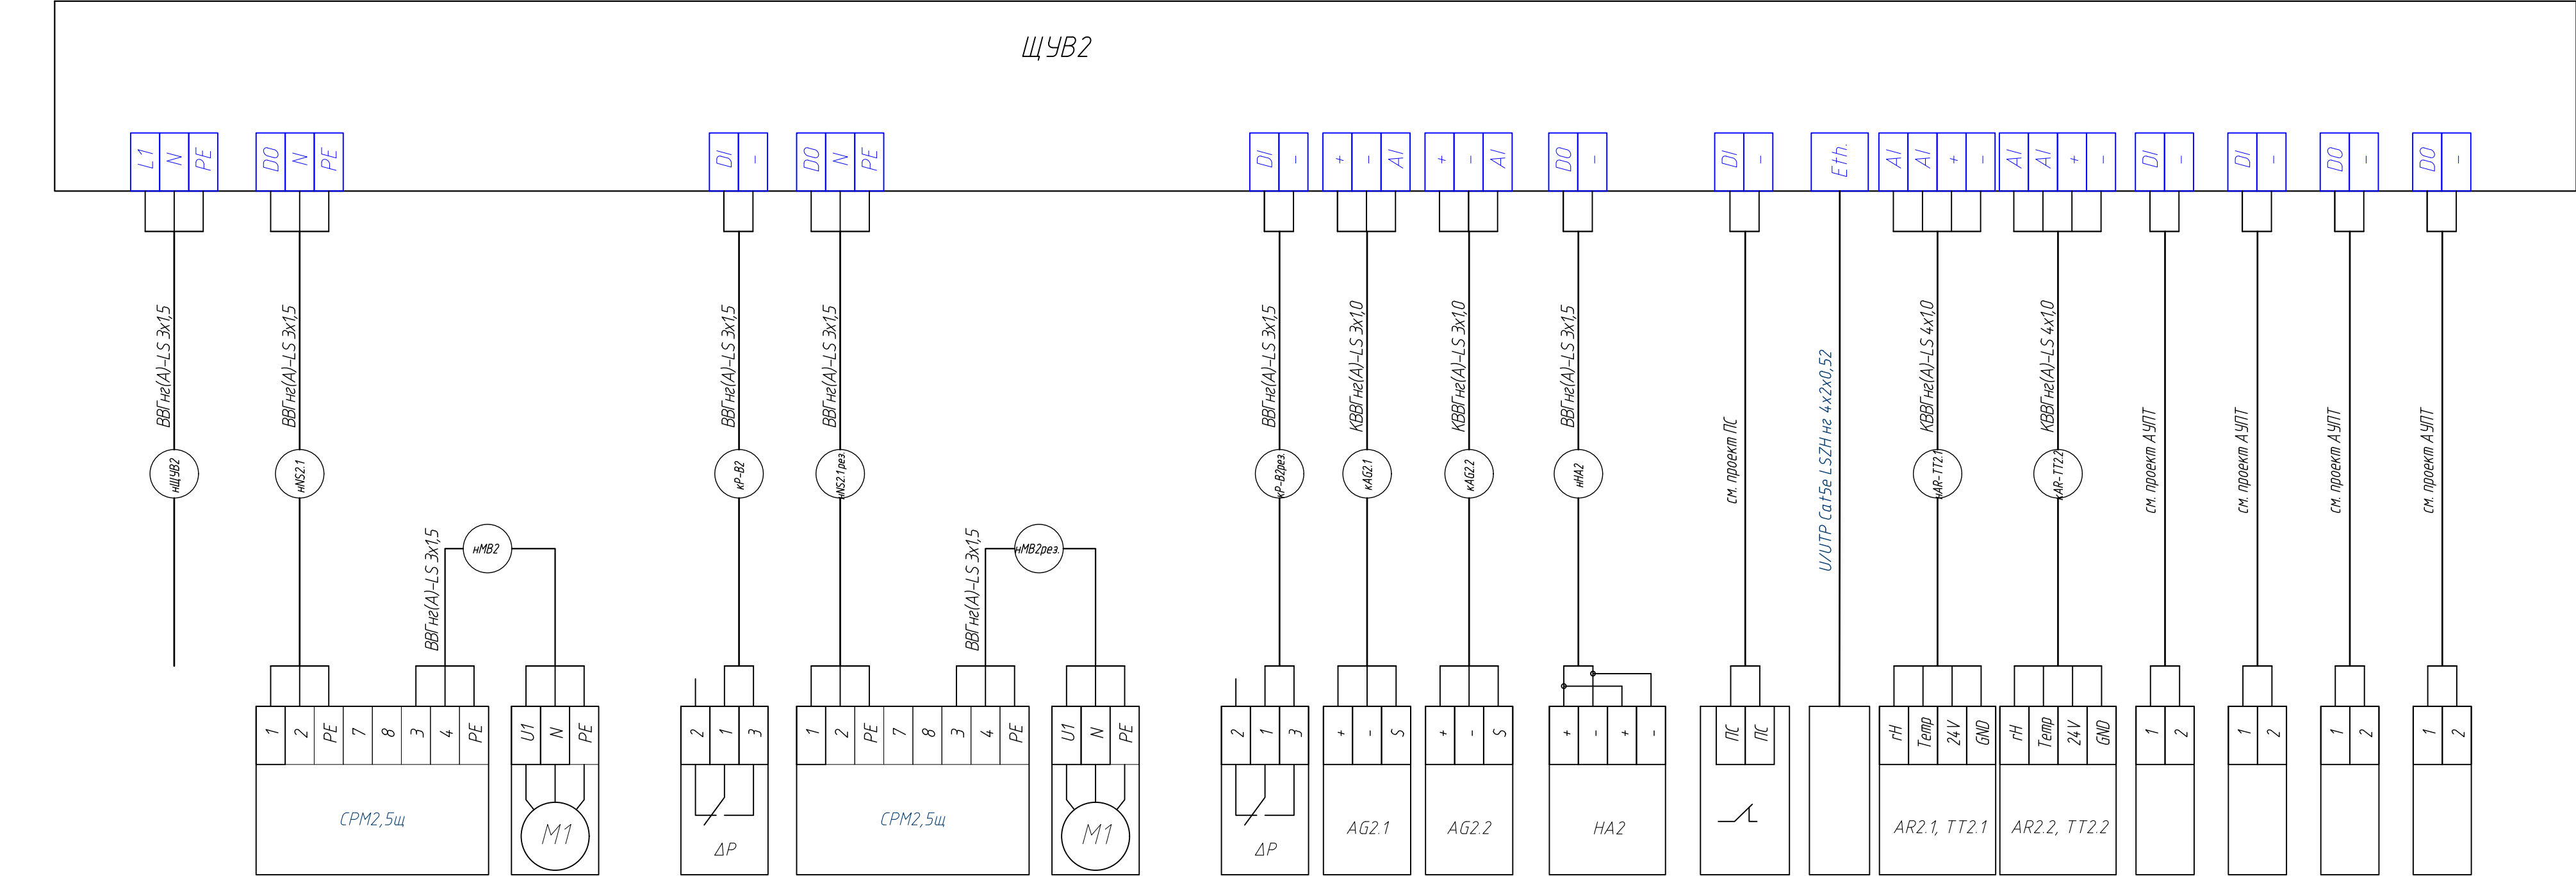 ЩУВ2
L1 N PE
DO N PE
DI -
DO N PE
DI -
+ - AI
+ - AI
DO -
DI -
Eth.
AI AI + -
AI AI + -
DI -
DI -
DO -
DO -
ВВГнг(А)-LS 3х1,5
ВВГнг(А)-LS 3х1,5
ВВГнг(А)-LS 3х1,5
ВВГнг(А)-LS 3х1,5
ВВГнг(А)-LS 3х1,5
КВВГнг(А)-LS 3х1,0
КВВГнг(А)-LS 3х1,0
ВВГнг(А)-LS 3х1,5
см. проект ПС
U/UTP Cat5e LSZH нг 4х2х0,52
КВВГнг(А)-LS 4х1,0
КВВГнг(А)-LS 4х1,0
см. проект АУПТ
см. проект АУПТ
см. проект АУПТ
см. проект АУПТ
нЩУВ2
нNS2.1
кР-В2
нNS2.1рез.
кР-В2рез.
кAG2.1
кAG2.2
нНА2
кAR-TT2.1
кAR-TT2.2
ВВГнг(А)-LS 3х1,5
нМВ2
ВВГнг(А)-LS 3х1,5
нМВ2рез.
1 2 PE 7 8 3 4 PE
U1 N PE
2 1 3
1 2 PE 7 8 3 4 PE
U1 N PE
2 1 3
+ - S
+ - S
+ - + -
ПС ПС
rH Temp 24V GND
rH Temp 24V GND
1 2
1 2
1 2
1 2
СРМ2,5щ
М1
ΔР
СРМ2,5щ
М1
ΔР
AG2.1
AG2.2
НА2
AR2.1, TT2.1
AR2.2, TT2.2